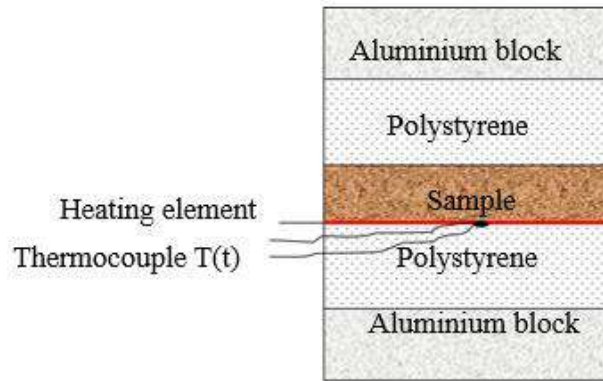 Aluminium block
Polystyrene
Sample
Heating element
Thermocouple T(t)
Polystyrene
Aluminium block